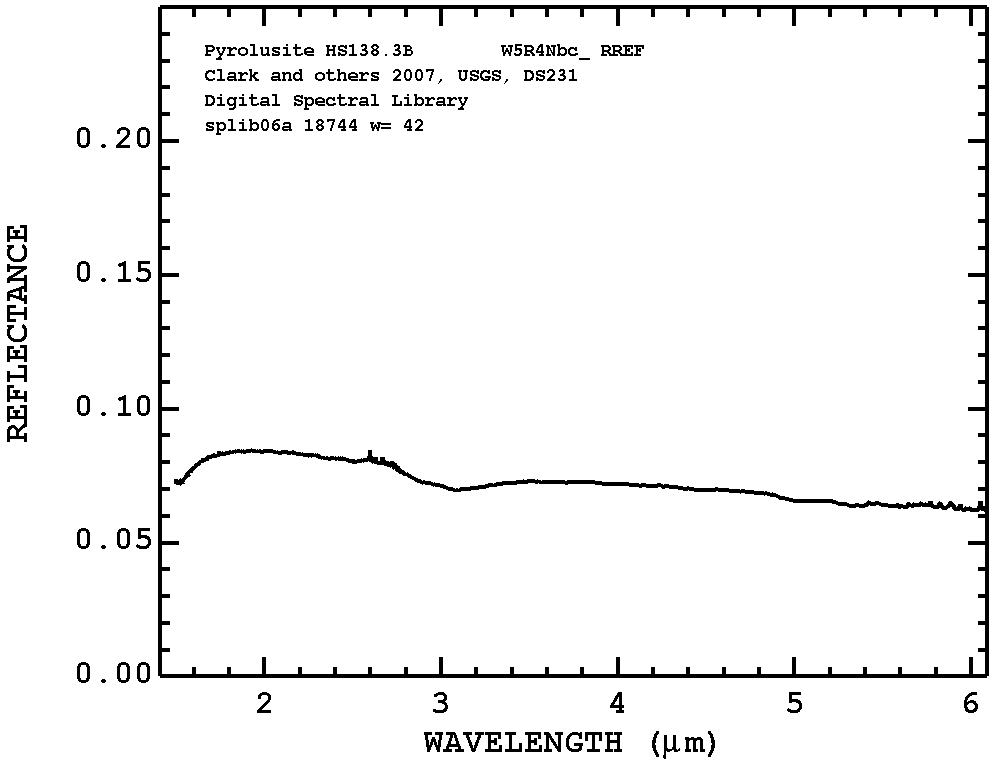 Pyrolusite HS138.3B W5R4Nbc_ RREF
Clark and others 2007, USGS, DS231
Digital Spectral Library
splib06a 18744 w= 42
REFLECTANCE
0.20
0.15
0.10
0.05
0.00
2 3 4 5 6
WAVELENGTH (μm)